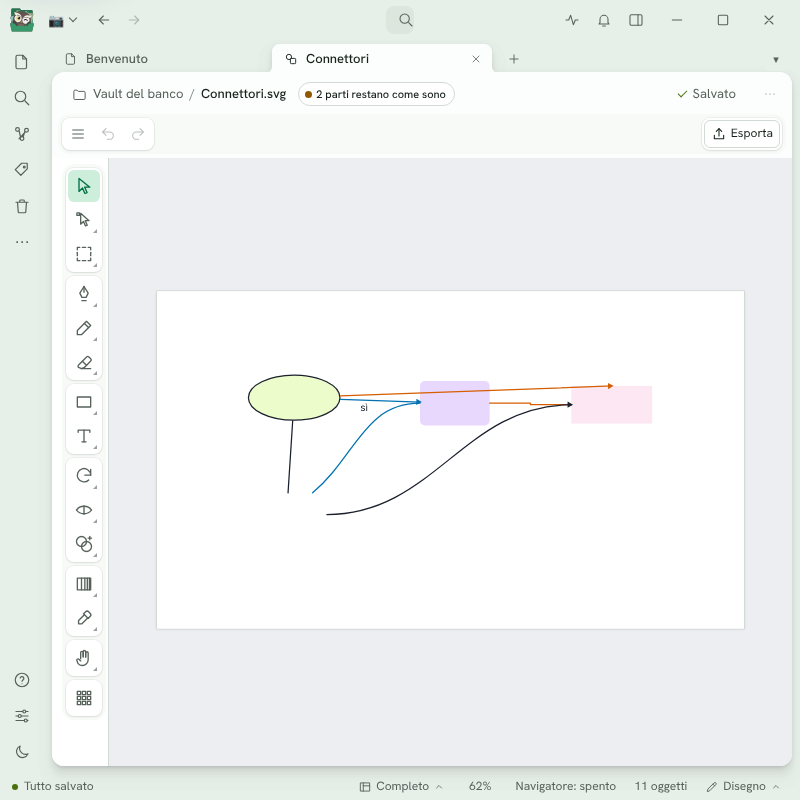 Benvenuto
Connettori
Vault del banco / Connettori.svg
2 parti restano come sono
Salvato
Esporta
sì
Tutto salvato
Completo
62%
Navigatore: spento
11 oggetti
Disegno